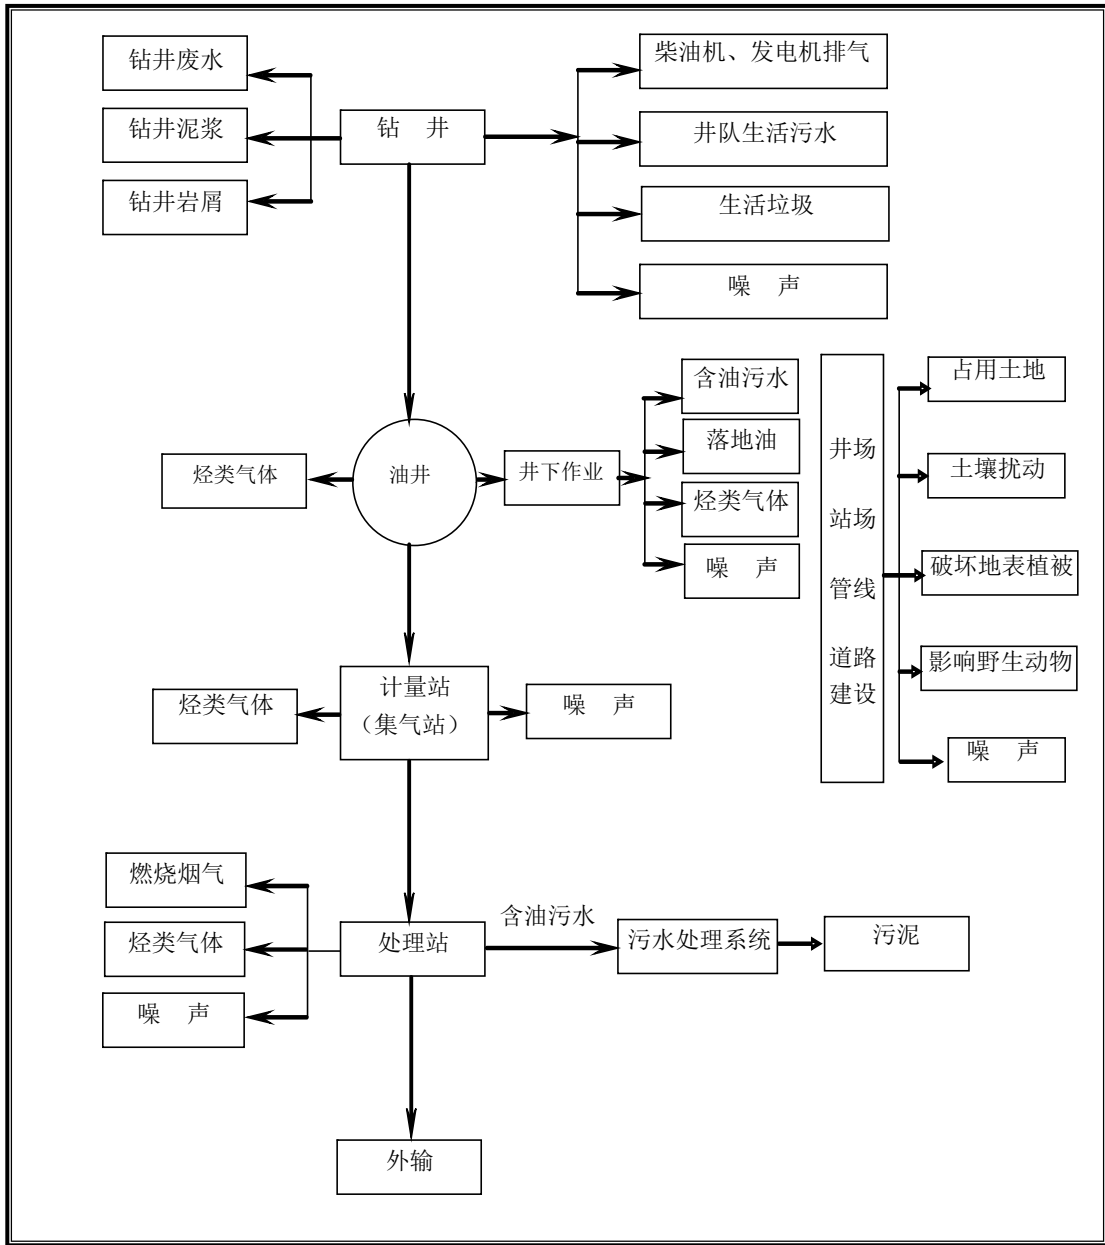 钻井废水
钻井泥浆
钻井岩屑
钻 井
柴油机、发电机排气
井队生活污水
生活垃圾
噪 声
烃类气体
油井
井下作业
含油污水
落地油
烃类气体
噪 声
井场
站场
管线
道路
建设
占用土地
土壤扰动
破坏地表植被
影响野生动物
噪 声
烃类气体
计量站
（集气站）
噪 声
燃烧烟气
烃类气体
噪 声
处理站
含油污水
污水处理系统
污泥
外输